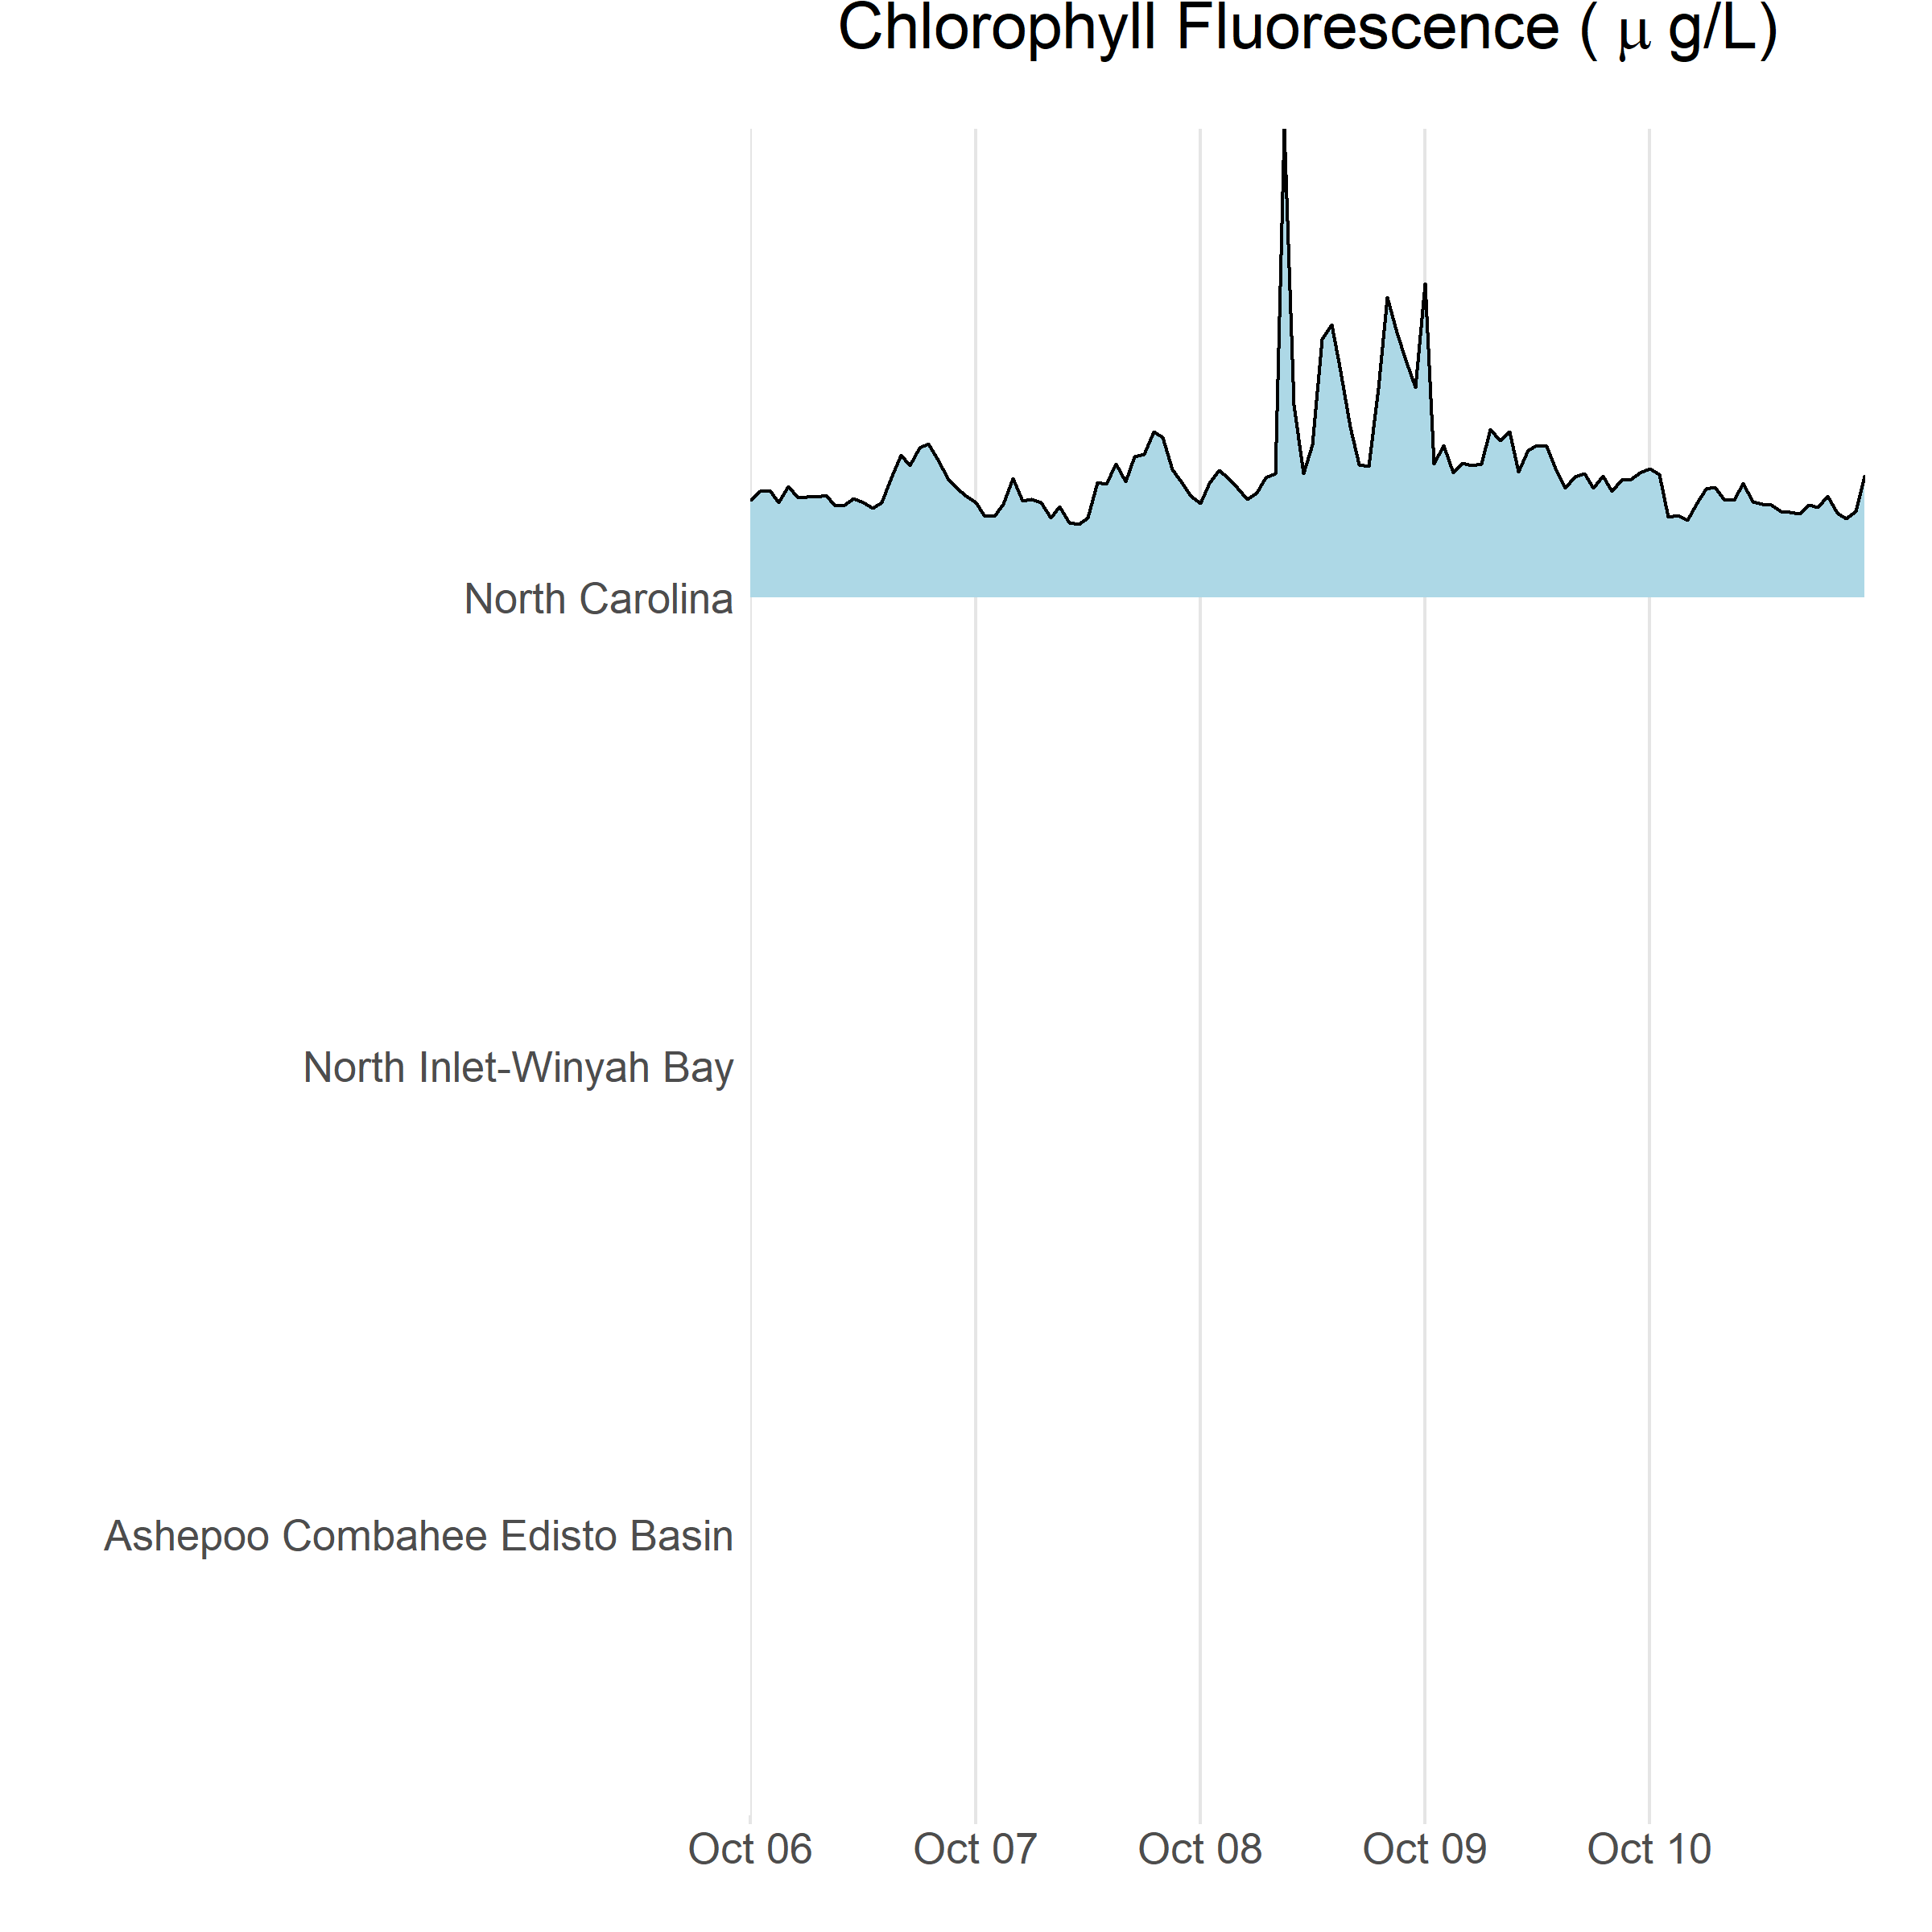 Chlorophyll Fluorescence ( μ g/L)
North Carolina
North Inlet-Winyah Bay
Ashepoo Combahee Edisto Basin
Oct 06 Oct 07 Oct 08 Oct 09 Oct 10